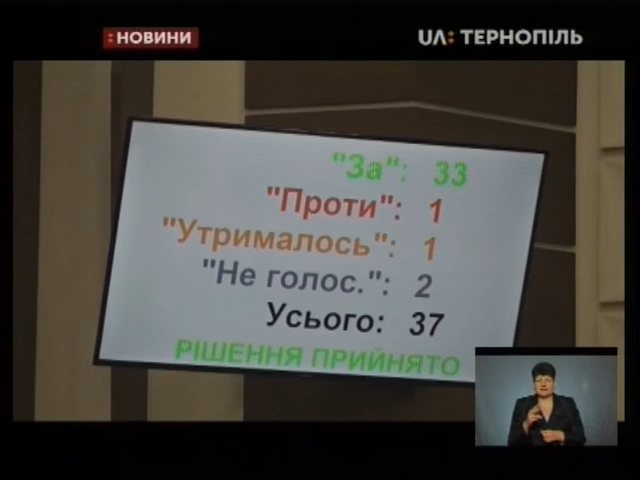 :НОВИНИ
UA: ТЕРНОПІЛЬ
"За": 33
"Проти": 1
"Утрималось": 1
"Не голос.": 2
Усього: 37
РІШЕННЯ ПРИЙНЯТО